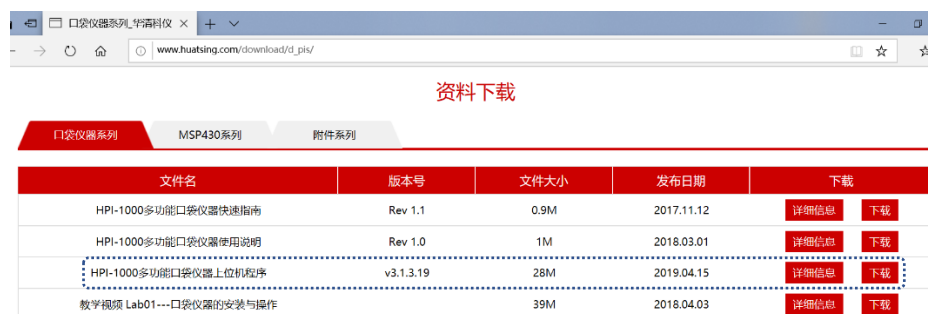 口袋仪器系列_华清科仪
www.huatsing.com/download/d_pis/
资料下载
口袋仪器系列 MSP430系列 附件系列
文件名 版本号 文件大小 发布日期 下载
HPI-1000多功能口袋仪器快速指南 Rev 1.1 0.9M 2017.11.12 详细信息 下载
HPI-1000多功能口袋仪器使用说明 Rev 1.0 1M 2018.03.01 详细信息 下载
HPI-1000多功能口袋仪器上位机程序 v3.1.3.19 28M 2019.04.15 详细信息 下载
教学视频 Lab01---口袋仪器的安装与操作 39M 2018.04.03 详细信息 下载